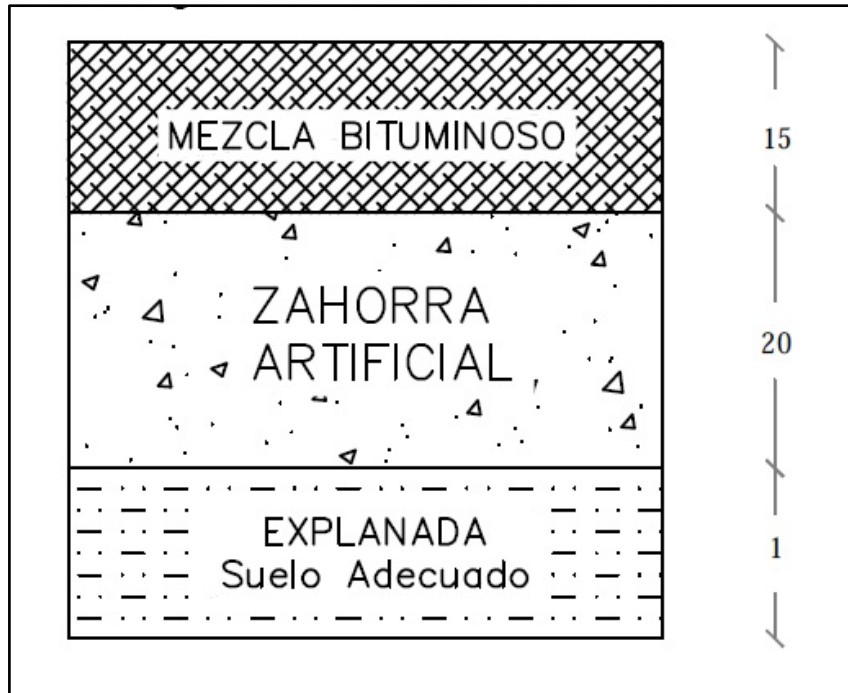 MEZCLA BITUMINOSO
15
ZAHORRA
ARTIFICIAL
20
EXPLANADA
Suelo Adecuado
1